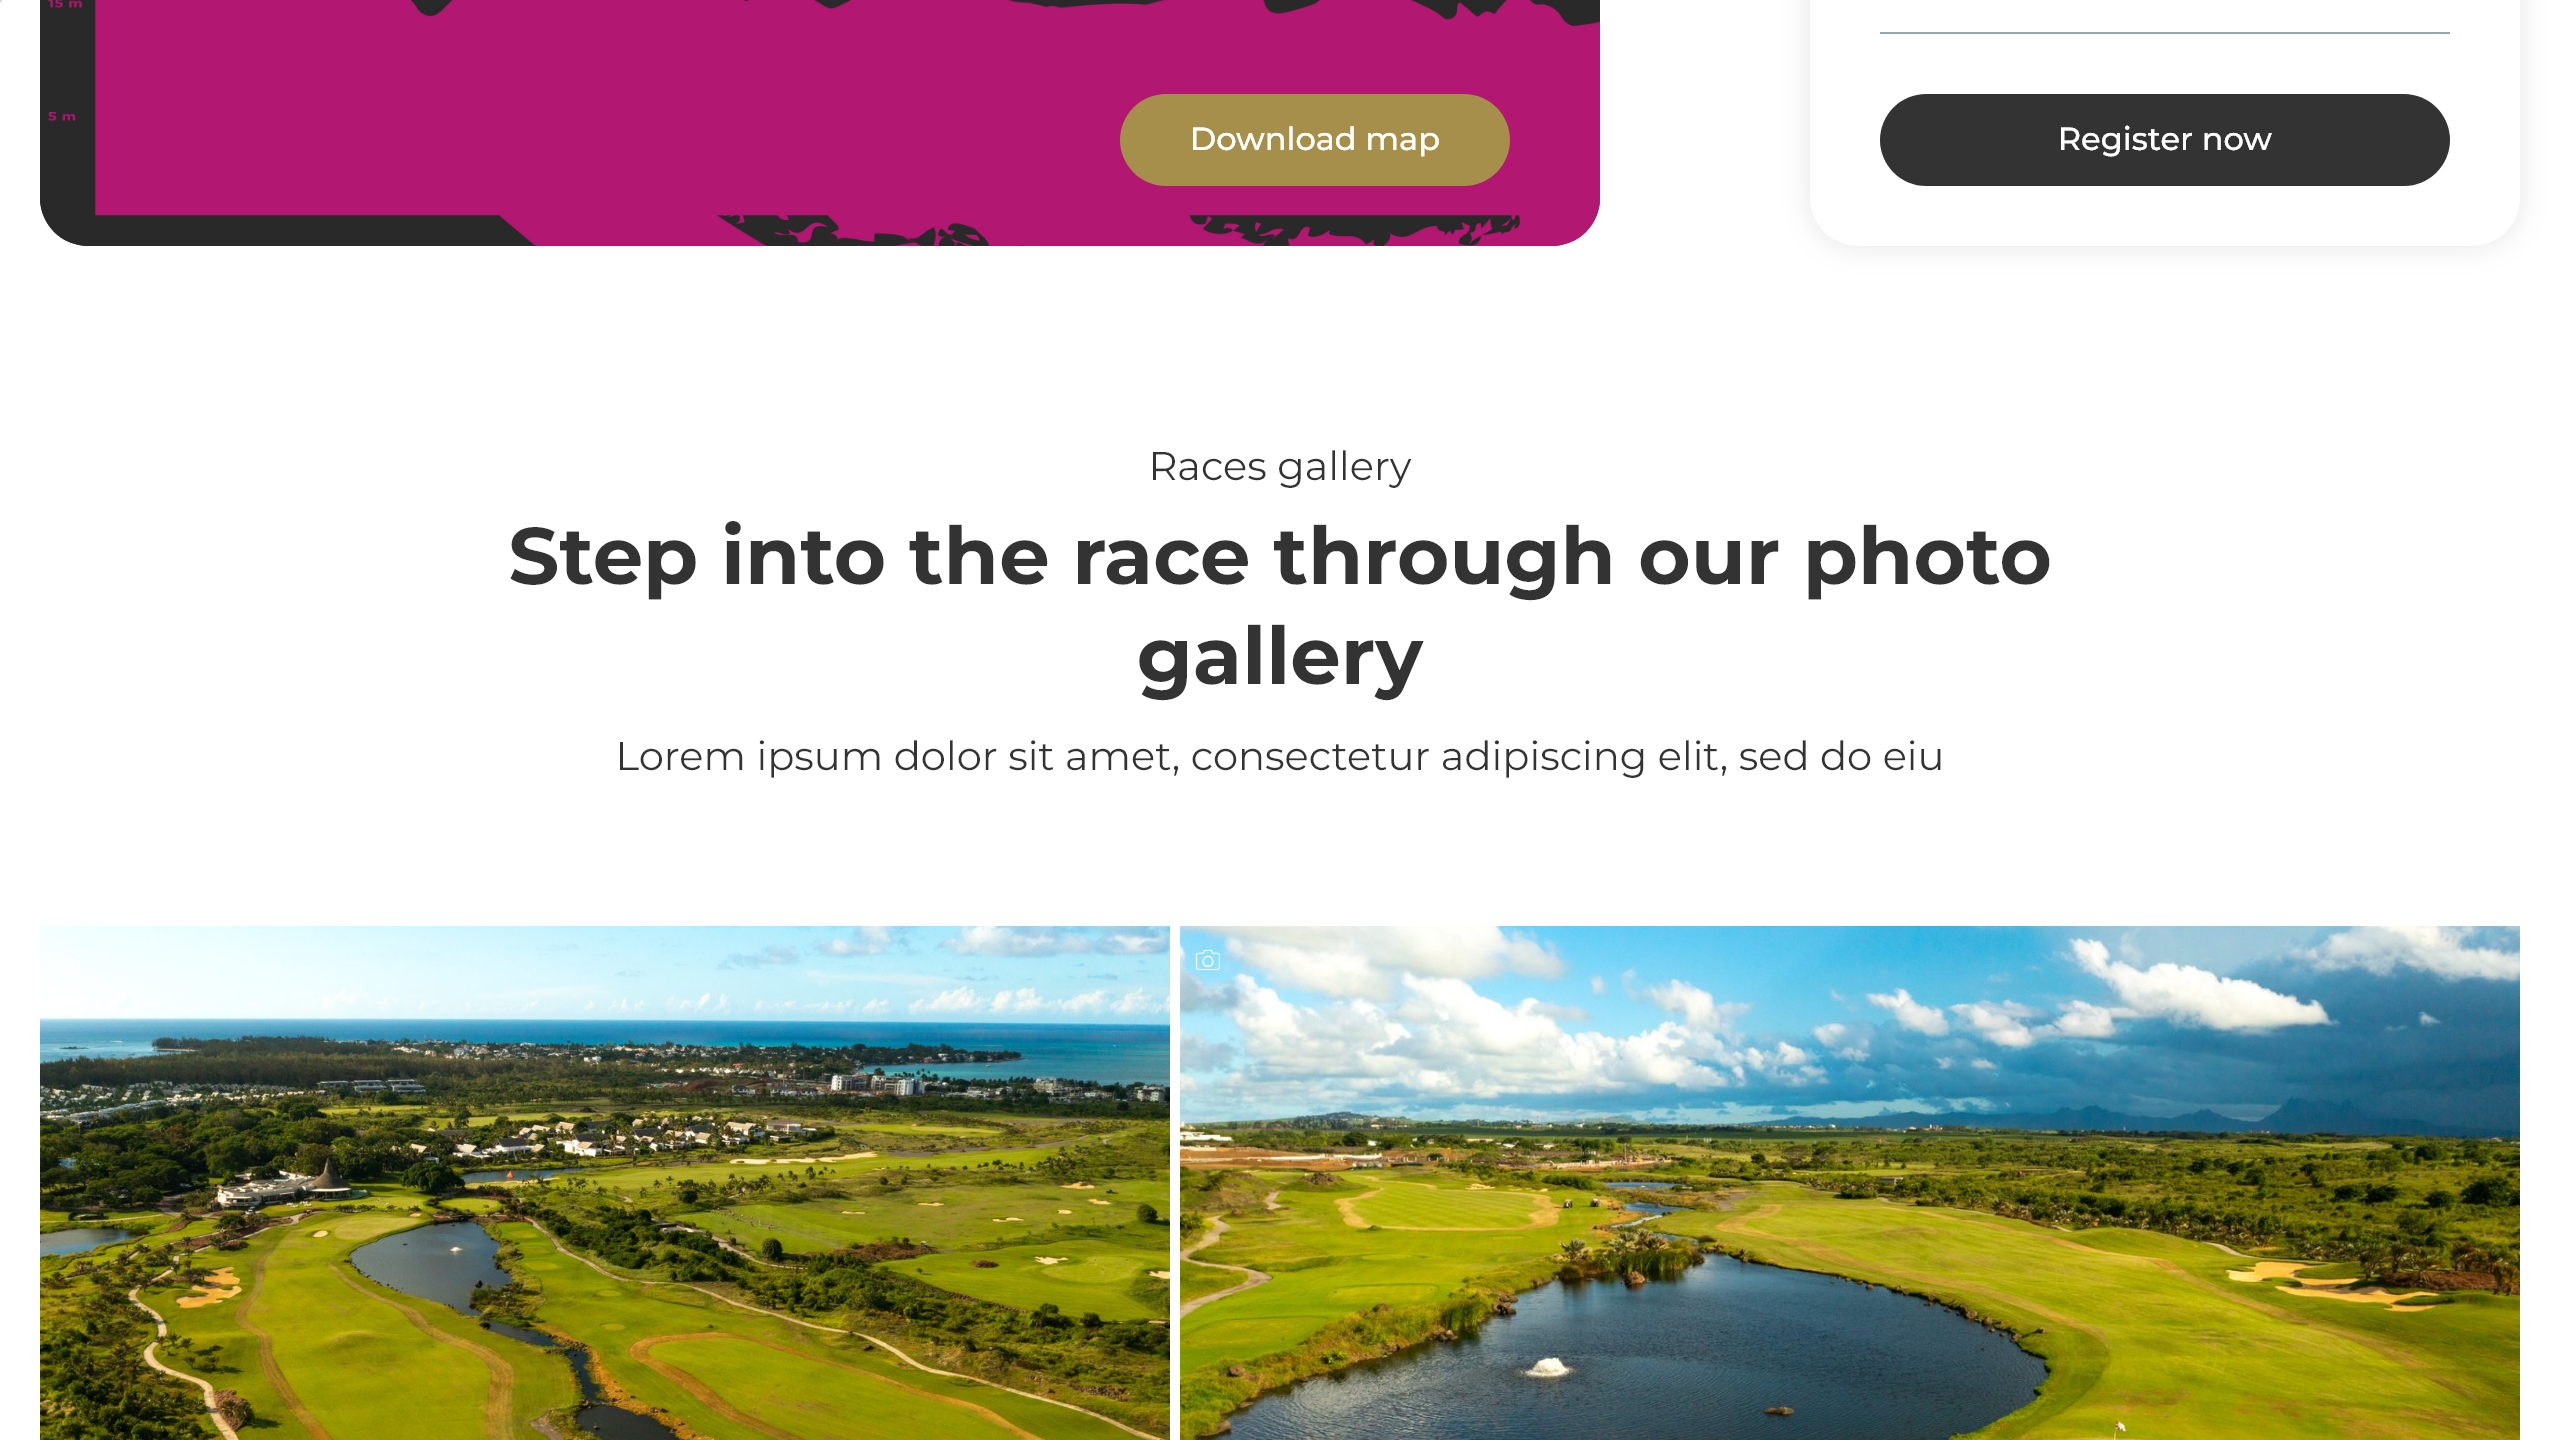 15 m
5 m
Download map
Register now
Races gallery
Step into the race through our photo
gallery
Lorem ipsum dolor sit amet, consectetur adipiscing elit, sed do eiu